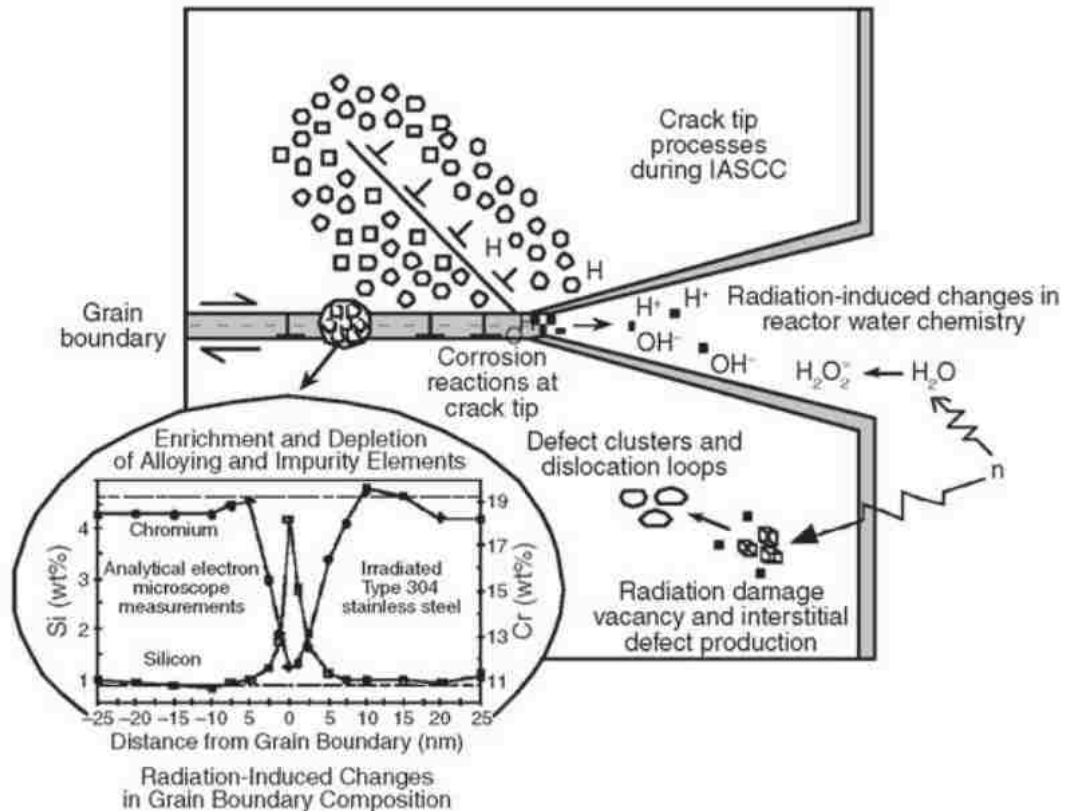 Crack tip
processes
during IASCC
H
H
Grain
boundary
H⁺ H⁺
OH⁻
OH⁻
Radiation-induced changes in
reactor water chemistry
H₂O₂ ← H₂O
n
Corrosion
reactions at
crack tip
Defect clusters and
dislocation loops
Radiation damage
vacancy and interstitial
defect production
Enrichment and Depletion
of Alloying and Impurity Elements
Chromium
Analytical electron
microscope
measurements
Irradiated
Type 304
stainless steel
Silicon
Si (wt%)
4
3
2
1
Cr (wt%)
19
17
15
13
11
–25 –20 –15 –10 5 0 5 10 15 20 25
Distance from Grain Boundary (nm)
Radiation-Induced Changes
in Grain Boundary Composition